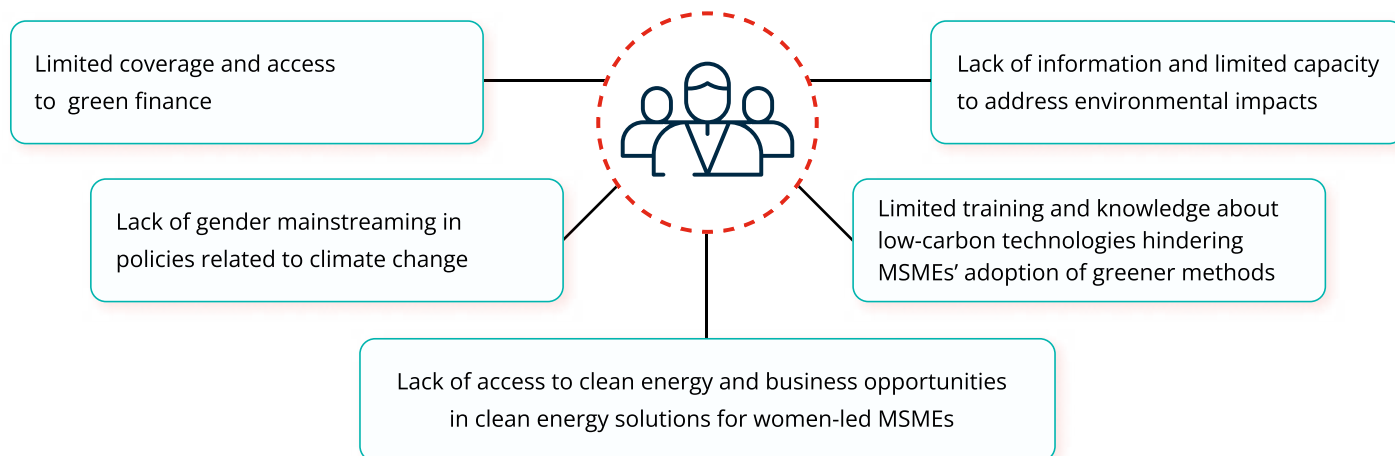 Limited coverage and access
to green finance
Lack of information and limited capacity
to address environmental impacts
Lack of gender mainstreaming in
policies related to climate change
Limited training and knowledge about
low-carbon technologies hindering
MSMEs’ adoption of greener methods
Lack of access to clean energy and business opportunities
in clean energy solutions for women-led MSMEs